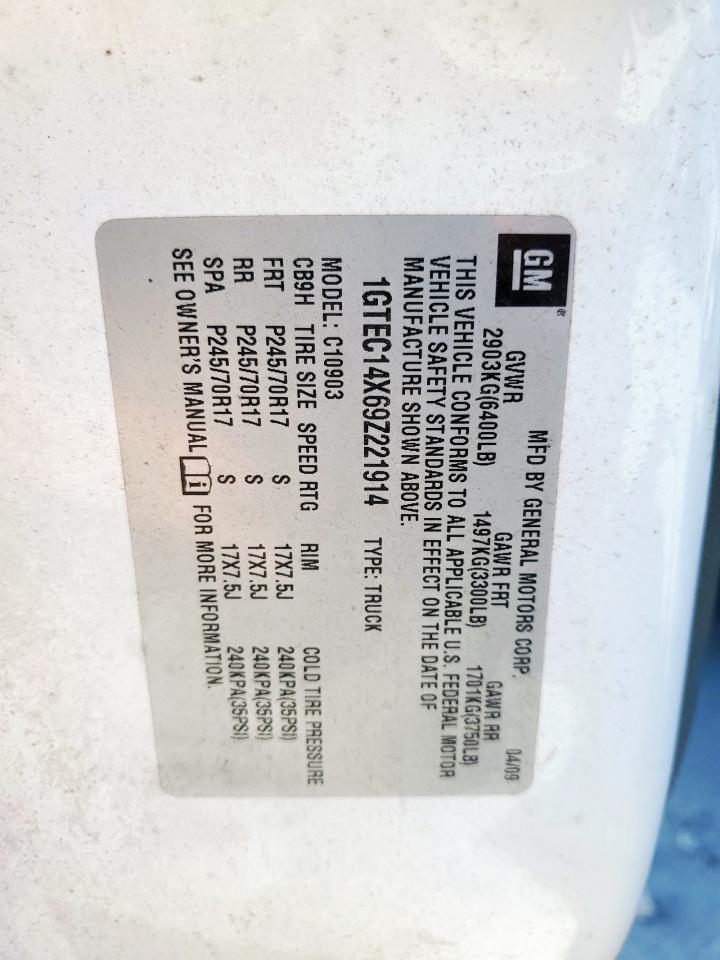 GM
MFD BY GENERAL MOTORS CORP. 04/09
GVWR GAWR FRT GAWR RR
2903KG(6400LB) 1497KG(3300LB) 1701KG(3750LB)
THIS VEHICLE CONFORMS TO ALL APPLICABLE U.S. FEDERAL MOTOR
VEHICLE SAFETY STANDARDS IN EFFECT ON THE DATE OF
MANUFACTURE SHOWN ABOVE.
1GTEC14X69Z221914 TYPE: TRUCK
MODEL: C10903
CB9H TIRE SIZE SPEED RTG RIM COLD TIRE PRESSURE
FRT P245/70R17 S 17X7.5J 240KPA(35PSI)
RR P245/70R17 S 17X7.5J 240KPA(35PSI)
SPA P245/70R17 S 17X7.5J 240KPA(35PSI)
SEE OWNER'S MANUAL i FOR MORE INFORMATION.